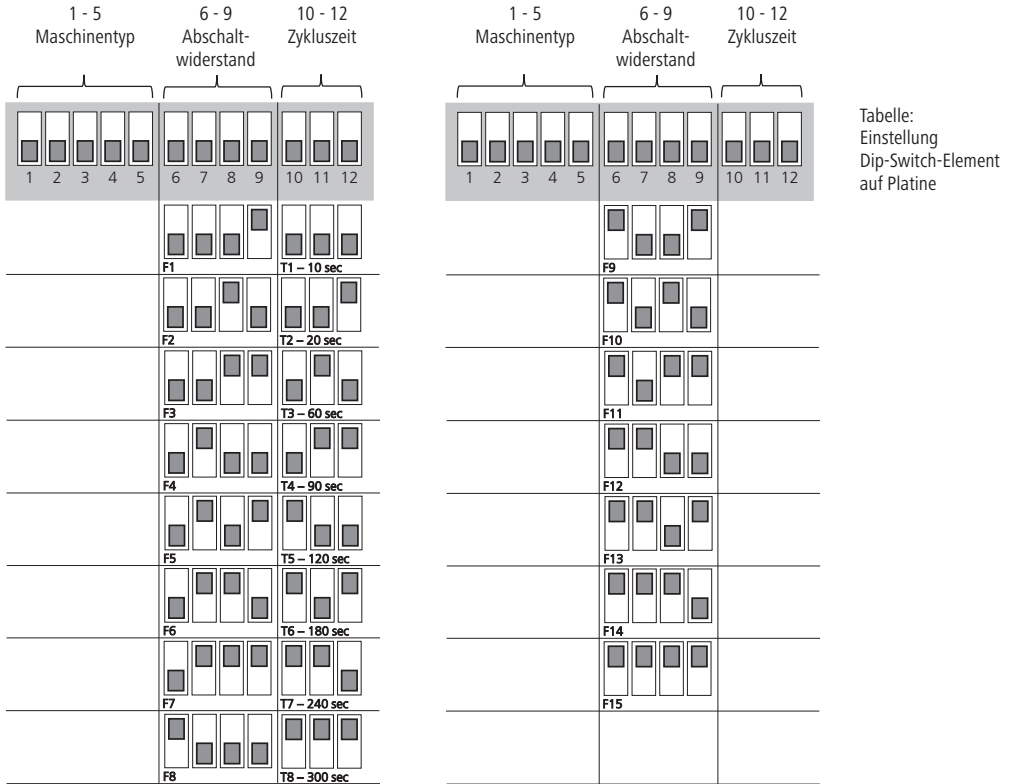 1 - 5
Maschinentyp
6 - 9
Abschalt-
widerstand
10 - 12
Zykluszeit
1 2 3 4 5 6 7 8 9 10 11 12
F1 T1 – 10 sec
F2 T2 – 20 sec
F3 T3 – 60 sec
F4 T4 – 90 sec
F5 T5 – 120 sec
F6 T6 – 180 sec
F7 T7 – 240 sec
F8 T8 – 300 sec
1 - 5
Maschinentyp
6 - 9
Abschalt-
widerstand
10 - 12
Zykluszeit
1 2 3 4 5 6 7 8 9 10 11 12
F9
F10
F11
F12
F13
F14
F15
Tabelle:
Einstellung
Dip-Switch-Element
auf Platine